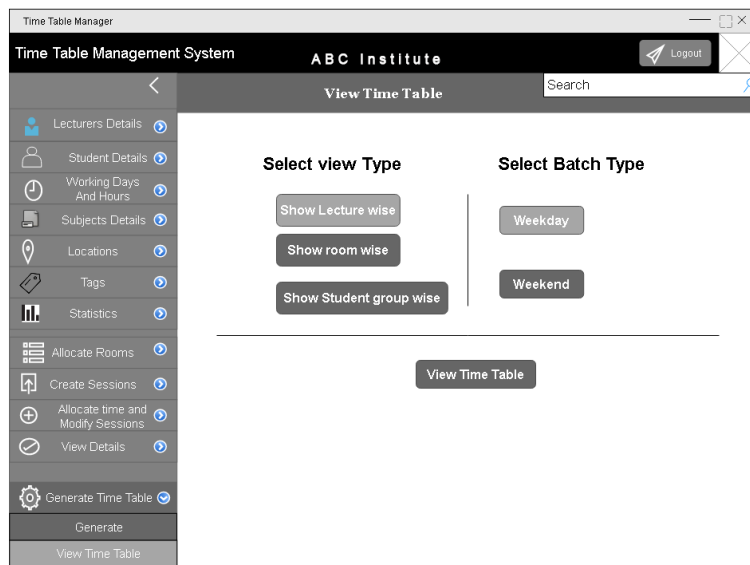 Time Table Manager
Time Table Management System
ABC Institute
Logout
View Time Table
Search
Lecturers Details
Student Details
Working Days
And Hours
Subjects Details
Locations
Tags
Statistics
Allocate Rooms
Create Sessions
Allocate time and
Modify Sessions
View Details
Generate Time Table
Generate
View Time Table
Select view Type
Show Lecture wise
Show room wise
Show Student group wise
Select Batch Type
Weekday
Weekend
View Time Table